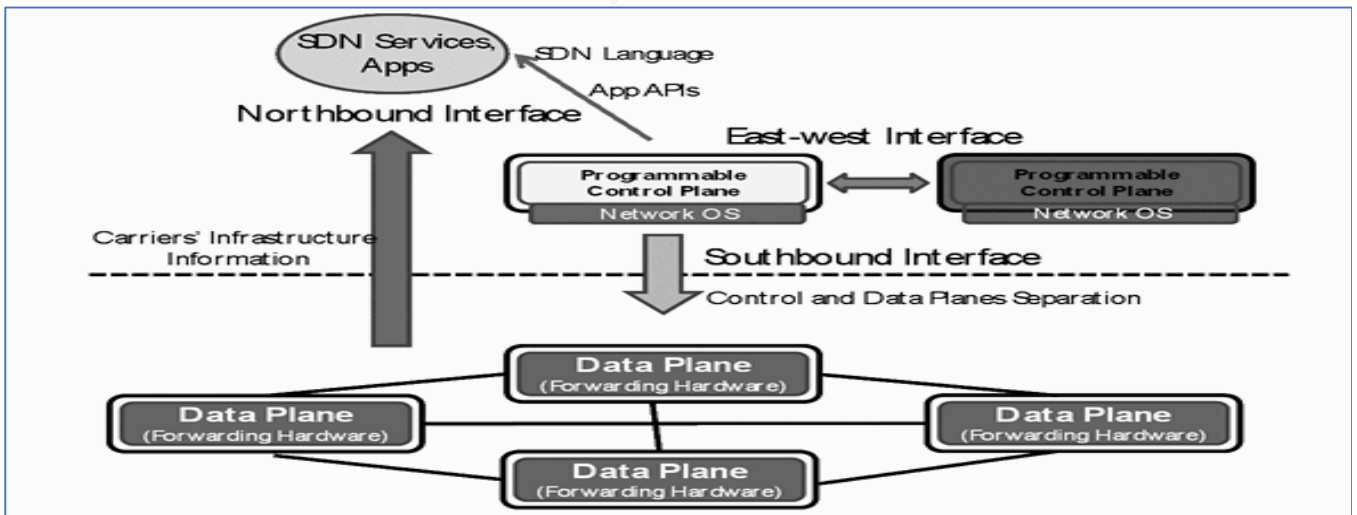 SDN Services,
Apps
SDN Language
App APIs
Northbound Interface
East-west Interface
Programmable
Control Plane
Network OS
Programmable
Control Plane
Network OS
Carriers' Infrastructure
Information
Southbound Interface
Control and Data Planes Separation
Data Plane
(Forwarding Hardware)
Data Plane
(Forwarding Hardware)
Data Plane
(Forwarding Hardware)
Data Plane
(Forwarding Hardware)